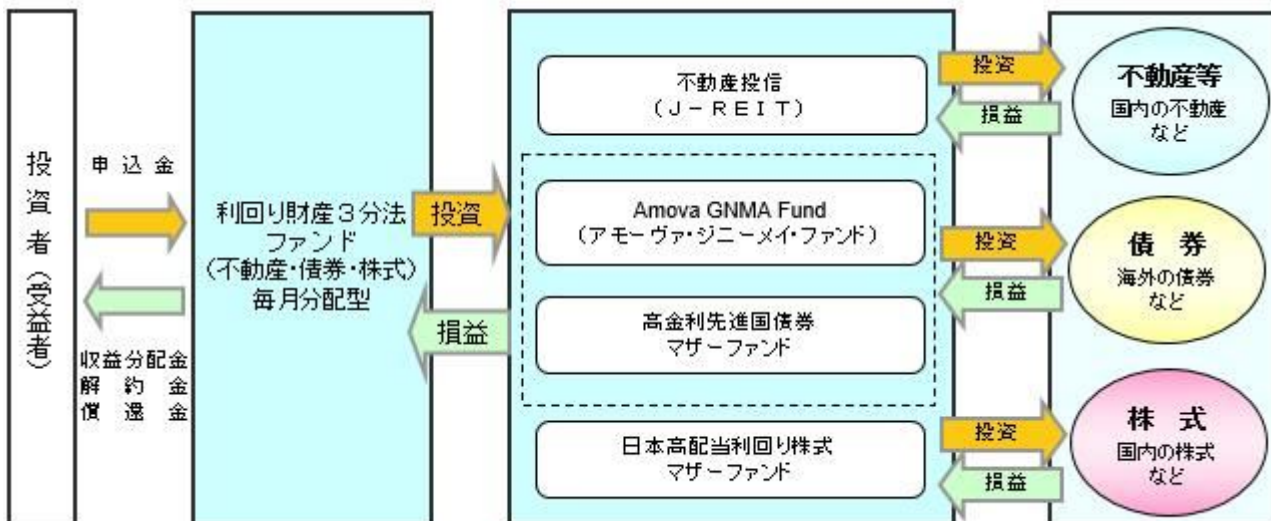 投資者(受益者)
申込金
収益分配金
解約金
償還金
利回り財産3分法
ファンド
(不動産・債券・株式)
毎月分配型
投資
損益
不動産投信
(J-REIT)
Amova GNMA Fund
(アモーヴァ・ジニーメイ・ファンド)
高金利先進国債券
マザーファンド
日本高配当利回り株式
マザーファンド
投資
損益
投資
損益
投資
損益
不動産等
国内の不動産
など
債券
海外の債券
など
株式
国内の株式
など